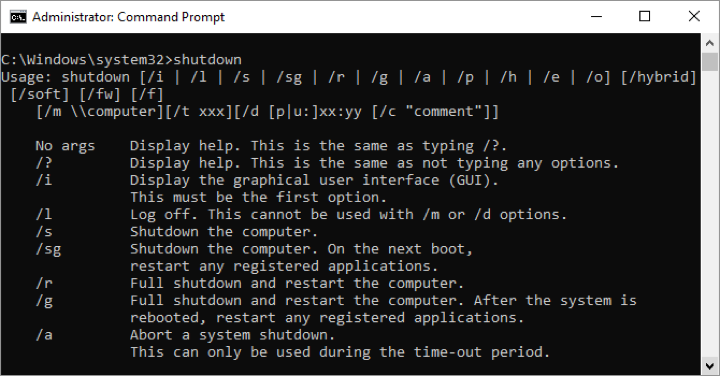 Administrator: Command Prompt
C:\Windows\system32>shutdown
Usage: shutdown [/i | /l | /s | /sg | /r | /g | /a | /p | /h | /e | /o] [/hybrid]
[/soft] [/fw] [/f]
[/m \\computer][/t xxx][/d [p|u:]xx:yy [/c "comment"]]
No args Display help. This is the same as typing /?.
/? Display help. This is the same as not typing any options.
/i Display the graphical user interface (GUI).
This must be the first option.
/l Log off. This cannot be used with /m or /d options.
/s Shutdown the computer.
/sg Shutdown the computer. On the next boot,
restart any registered applications.
/r Full shutdown and restart the computer.
/g Full shutdown and restart the computer. After the system is
rebooted, restart any registered applications.
/a Abort a system shutdown.
This can only be used during the time-out period.